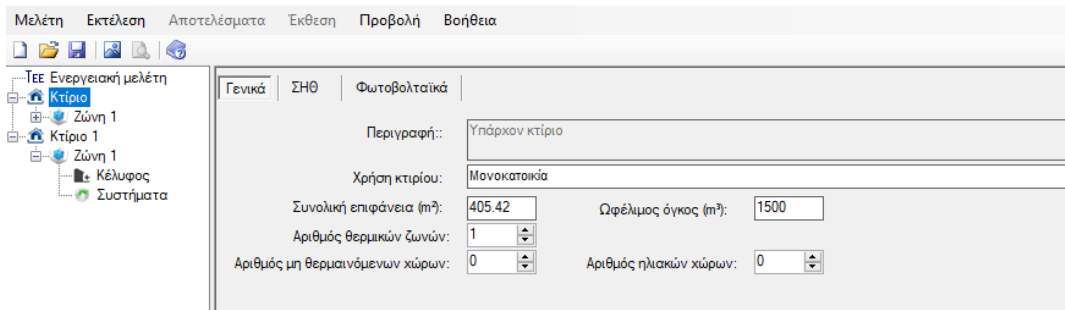 Μελέτη Εκτέλεση Αποτελέσματα Έκθεση Προβολή Βοήθεια
ΤΕΕ Ενεργειακή μελέτη
Κτίριο
Ζώνη 1
Κτίριο 1
Ζώνη 1
Κέλυφος
Συστήματα
Γενικά ΣΗΘ Φωτοβολταϊκά
Περιγραφή:: Υπάρχον κτίριο
Χρήση κτιρίου: Μονοκατοικία
Συνολική επιφάνεια (m²): 405.42 Ωφέλιμος όγκος (m³): 1500
Αριθμός θερμικών ζωνών: 1
Αριθμός μη θερμαινόμενων χώρων: 0 Αριθμός ηλιακών χώρων: 0